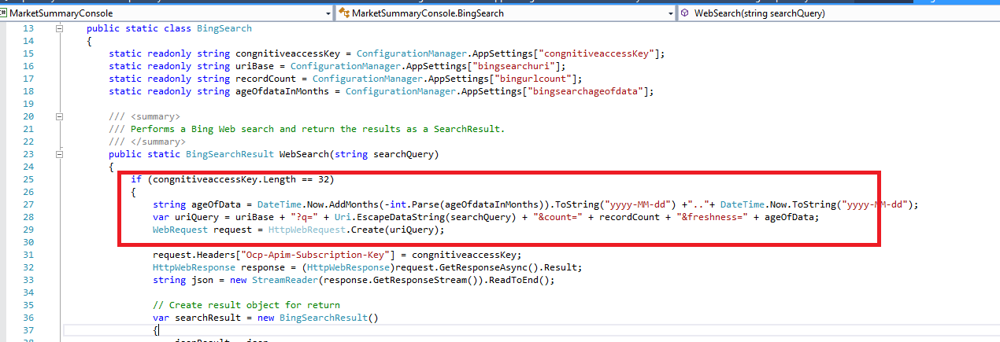 MarketSummaryConsole MarketSummaryConsole.BingSearch WebSearch(string searchQuery)
13 public static class BingSearch
14 {
15 static readonly string congnitiveaccessKey = ConfigurationManager.AppSettings["congnitiveaccessKey"];
16 static readonly string uriBase = ConfigurationManager.AppSettings["bingsearchuri"];
17 static readonly string recordCount = ConfigurationManager.AppSettings["bingurlcount"];
18 static readonly string ageOfdataInMonths = ConfigurationManager.AppSettings["bingsearchageofdata"];
19
20 /// <summary>
21 /// Performs a Bing Web search and return the results as a SearchResult.
22 /// </summary>
23 public static BingSearchResult WebSearch(string searchQuery)
24 {
25 if (congnitiveaccessKey.Length == 32)
26 {
27 string ageOfData = DateTime.Now.AddMonths(-int.Parse(ageOfdataInMonths)).ToString("yyyy-MM-dd") +".."+ DateTime.Now.ToString("yyyy-MM-dd");
28 var uriQuery = uriBase + "?q=" + Uri.EscapeDataString(searchQuery) + "&count=" + recordCount + "&freshness=" + ageOfData;
29 WebRequest request = HttpWebRequest.Create(uriQuery);
30
31 request.Headers["Ocp-Apim-Subscription-Key"] = congnitiveaccessKey;
32 HttpWebResponse response = (HttpWebResponse)request.GetResponseAsync().Result;
33 string json = new StreamReader(response.GetResponseStream()).ReadToEnd();
34
35 // Create result object for return
36 var searchResult = new BingSearchResult()
37 {